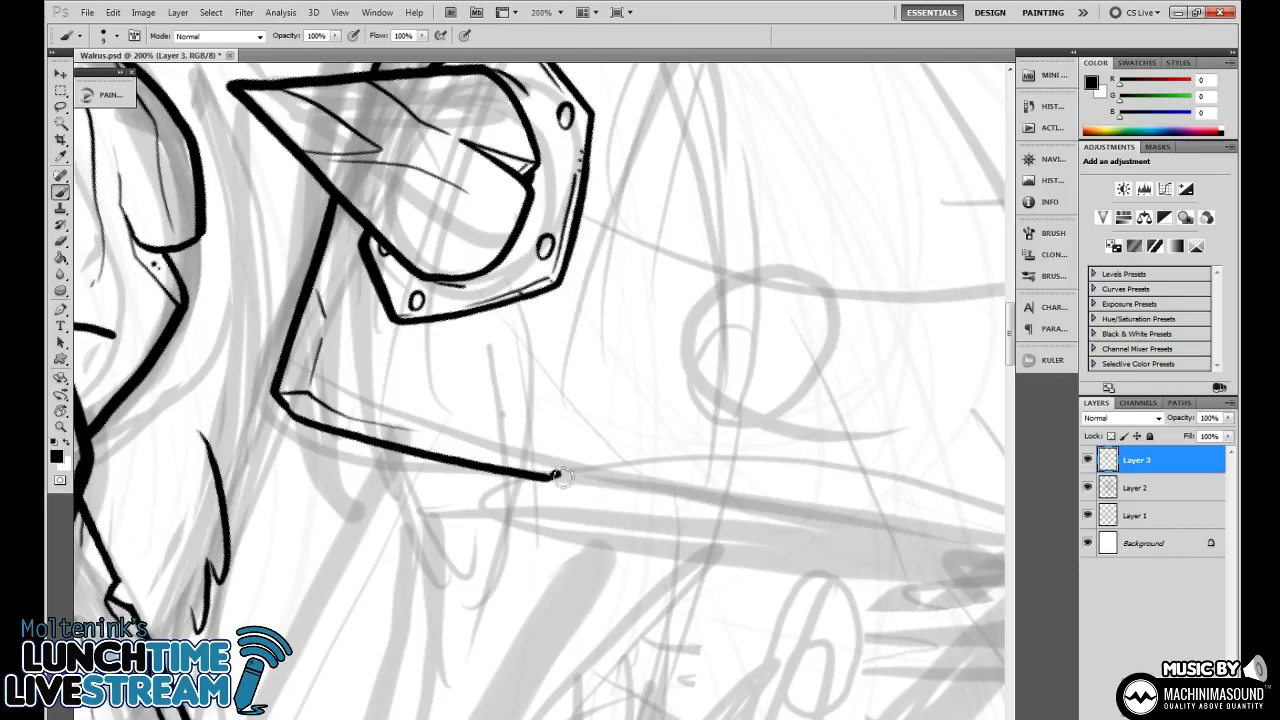 Ps File Edit Image Layer Select Filter Analysis 3D View Window Help Br Mb 200% ESSENTIALS DESIGN PAINTING CS Live
Mode: Normal Opacity: 100% Flow: 100%
9
Walrus.psd @ 200% (Layer 3, RGB/8) *
PAIN...
MINI ...
HIST...
ACTI...
NAVI...
HIST...
INFO
BRUSH
CLON...
BRUS...
CHAR...
PARA...
KULER
COLOR SWATCHES STYLES
R 0
G 0
B 0
ADJUSTMENTS MASKS
Add an adjustment
Levels Presets
Curves Presets
Exposure Presets
Hue/Saturation Presets
Black & White Presets
Channel Mixer Presets
Selective Color Presets
LAYERS CHANNELS PATHS
Normal Opacity: 100%
Lock: Fill: 100%
Layer 3
Layer 2
Layer 1
Background
Moltenink's
LUNCHTIME
LIVESTREAM
MUSIC BY
MACHINIMASOUND
QUALITY ABOVE QUANTITY